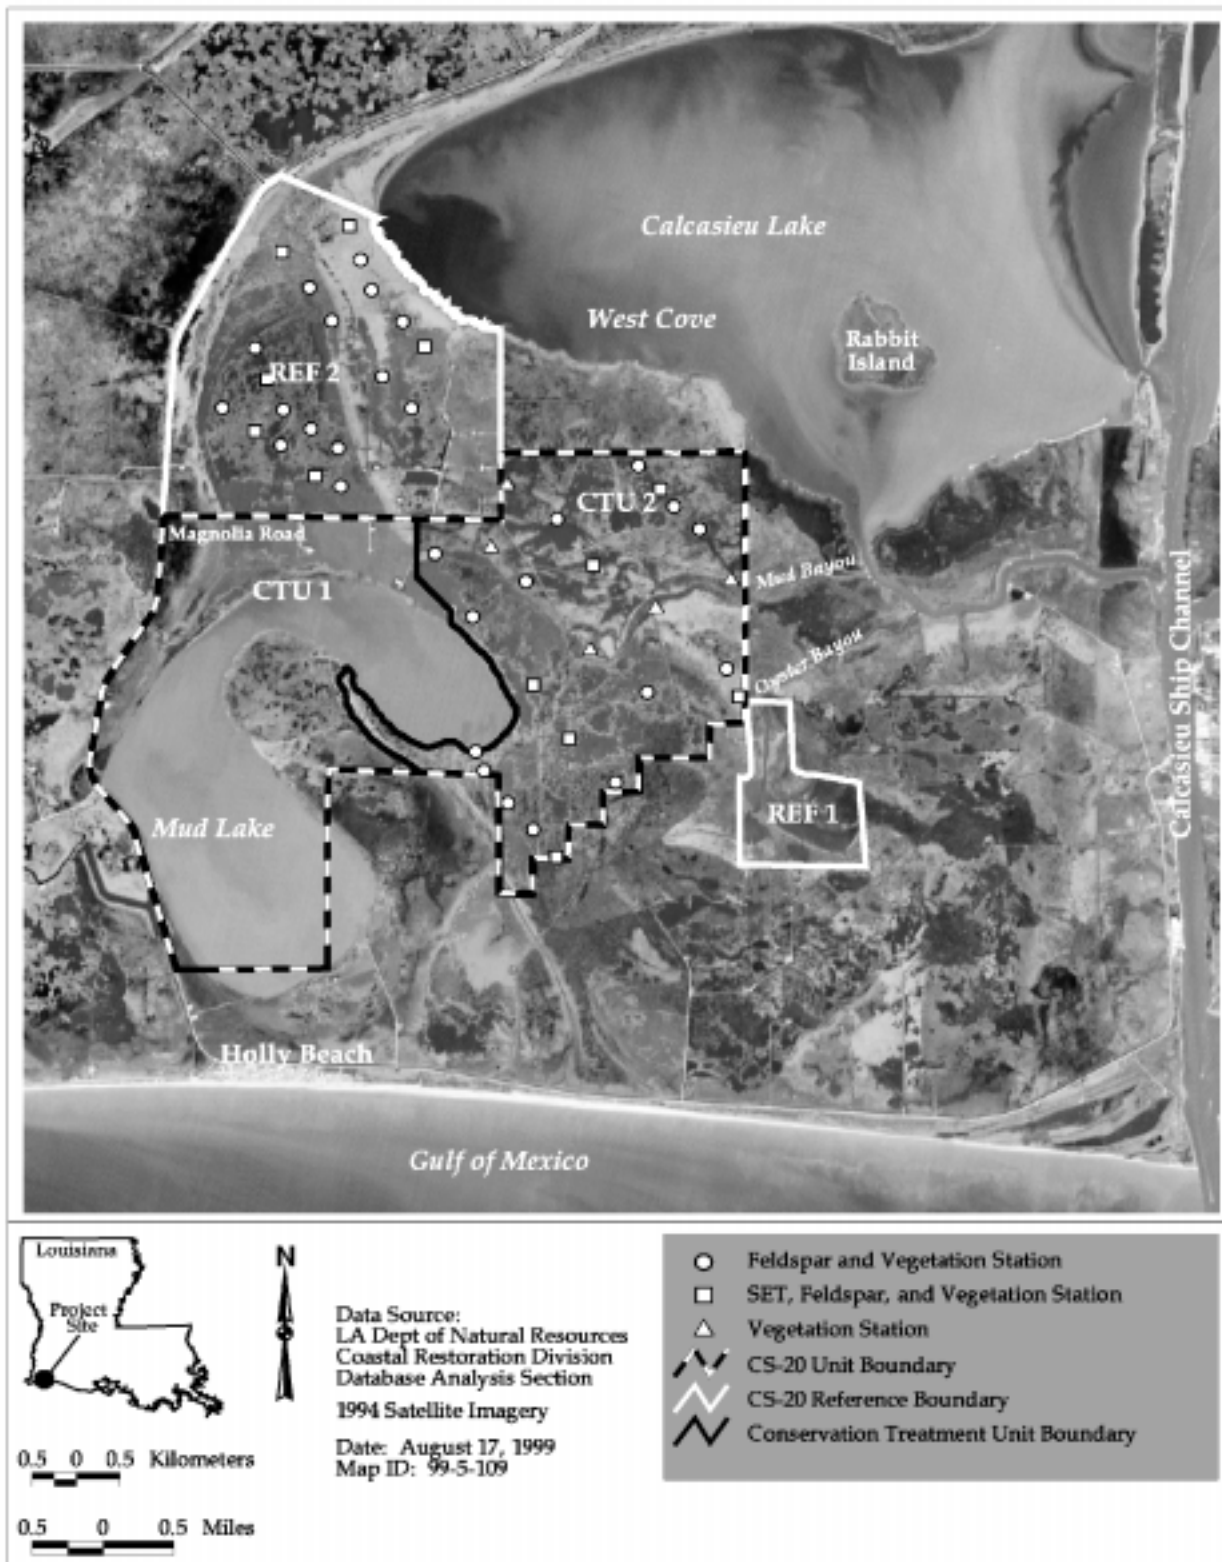 Calcasieu Lake
West Cove
Rabbit
Island
REF 2
CTU 2
Magnolia Road
Mud Bayou
CTU 1
Oyster Bayou
Calcasieu Ship Channel
Mud Lake
REF 1
Holly Beach
Gulf of Mexico
Louisiana
Project
Site
N
Data Source:
LA Dept of Natural Resources
Coastal Restoration Division
Database Analysis Section
1994 Satellite Imagery
Date: August 17, 1999
Map ID: 99-5-109
0.5 0 0.5 Kilometers
0.5 0 0.5 Miles
Feldspar and Vegetation Station
SET, Feldspar, and Vegetation Station
Vegetation Station
CS-20 Unit Boundary
CS-20 Reference Boundary
Conservation Treatment Unit Boundary